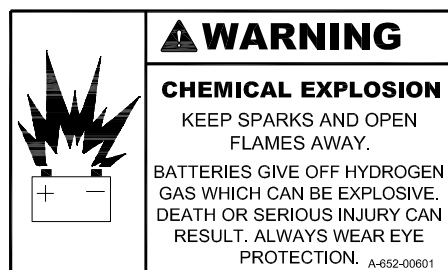 WARNING
CHEMICAL EXPLOSION
KEEP SPARKS AND OPEN
FLAMES AWAY.
BATTERIES GIVE OFF HYDROGEN
GAS WHICH CAN BE EXPLOSIVE.
DEATH OR SERIOUS INJURY CAN
RESULT. ALWAYS WEAR EYE
PROTECTION. A-652-00601
+ −